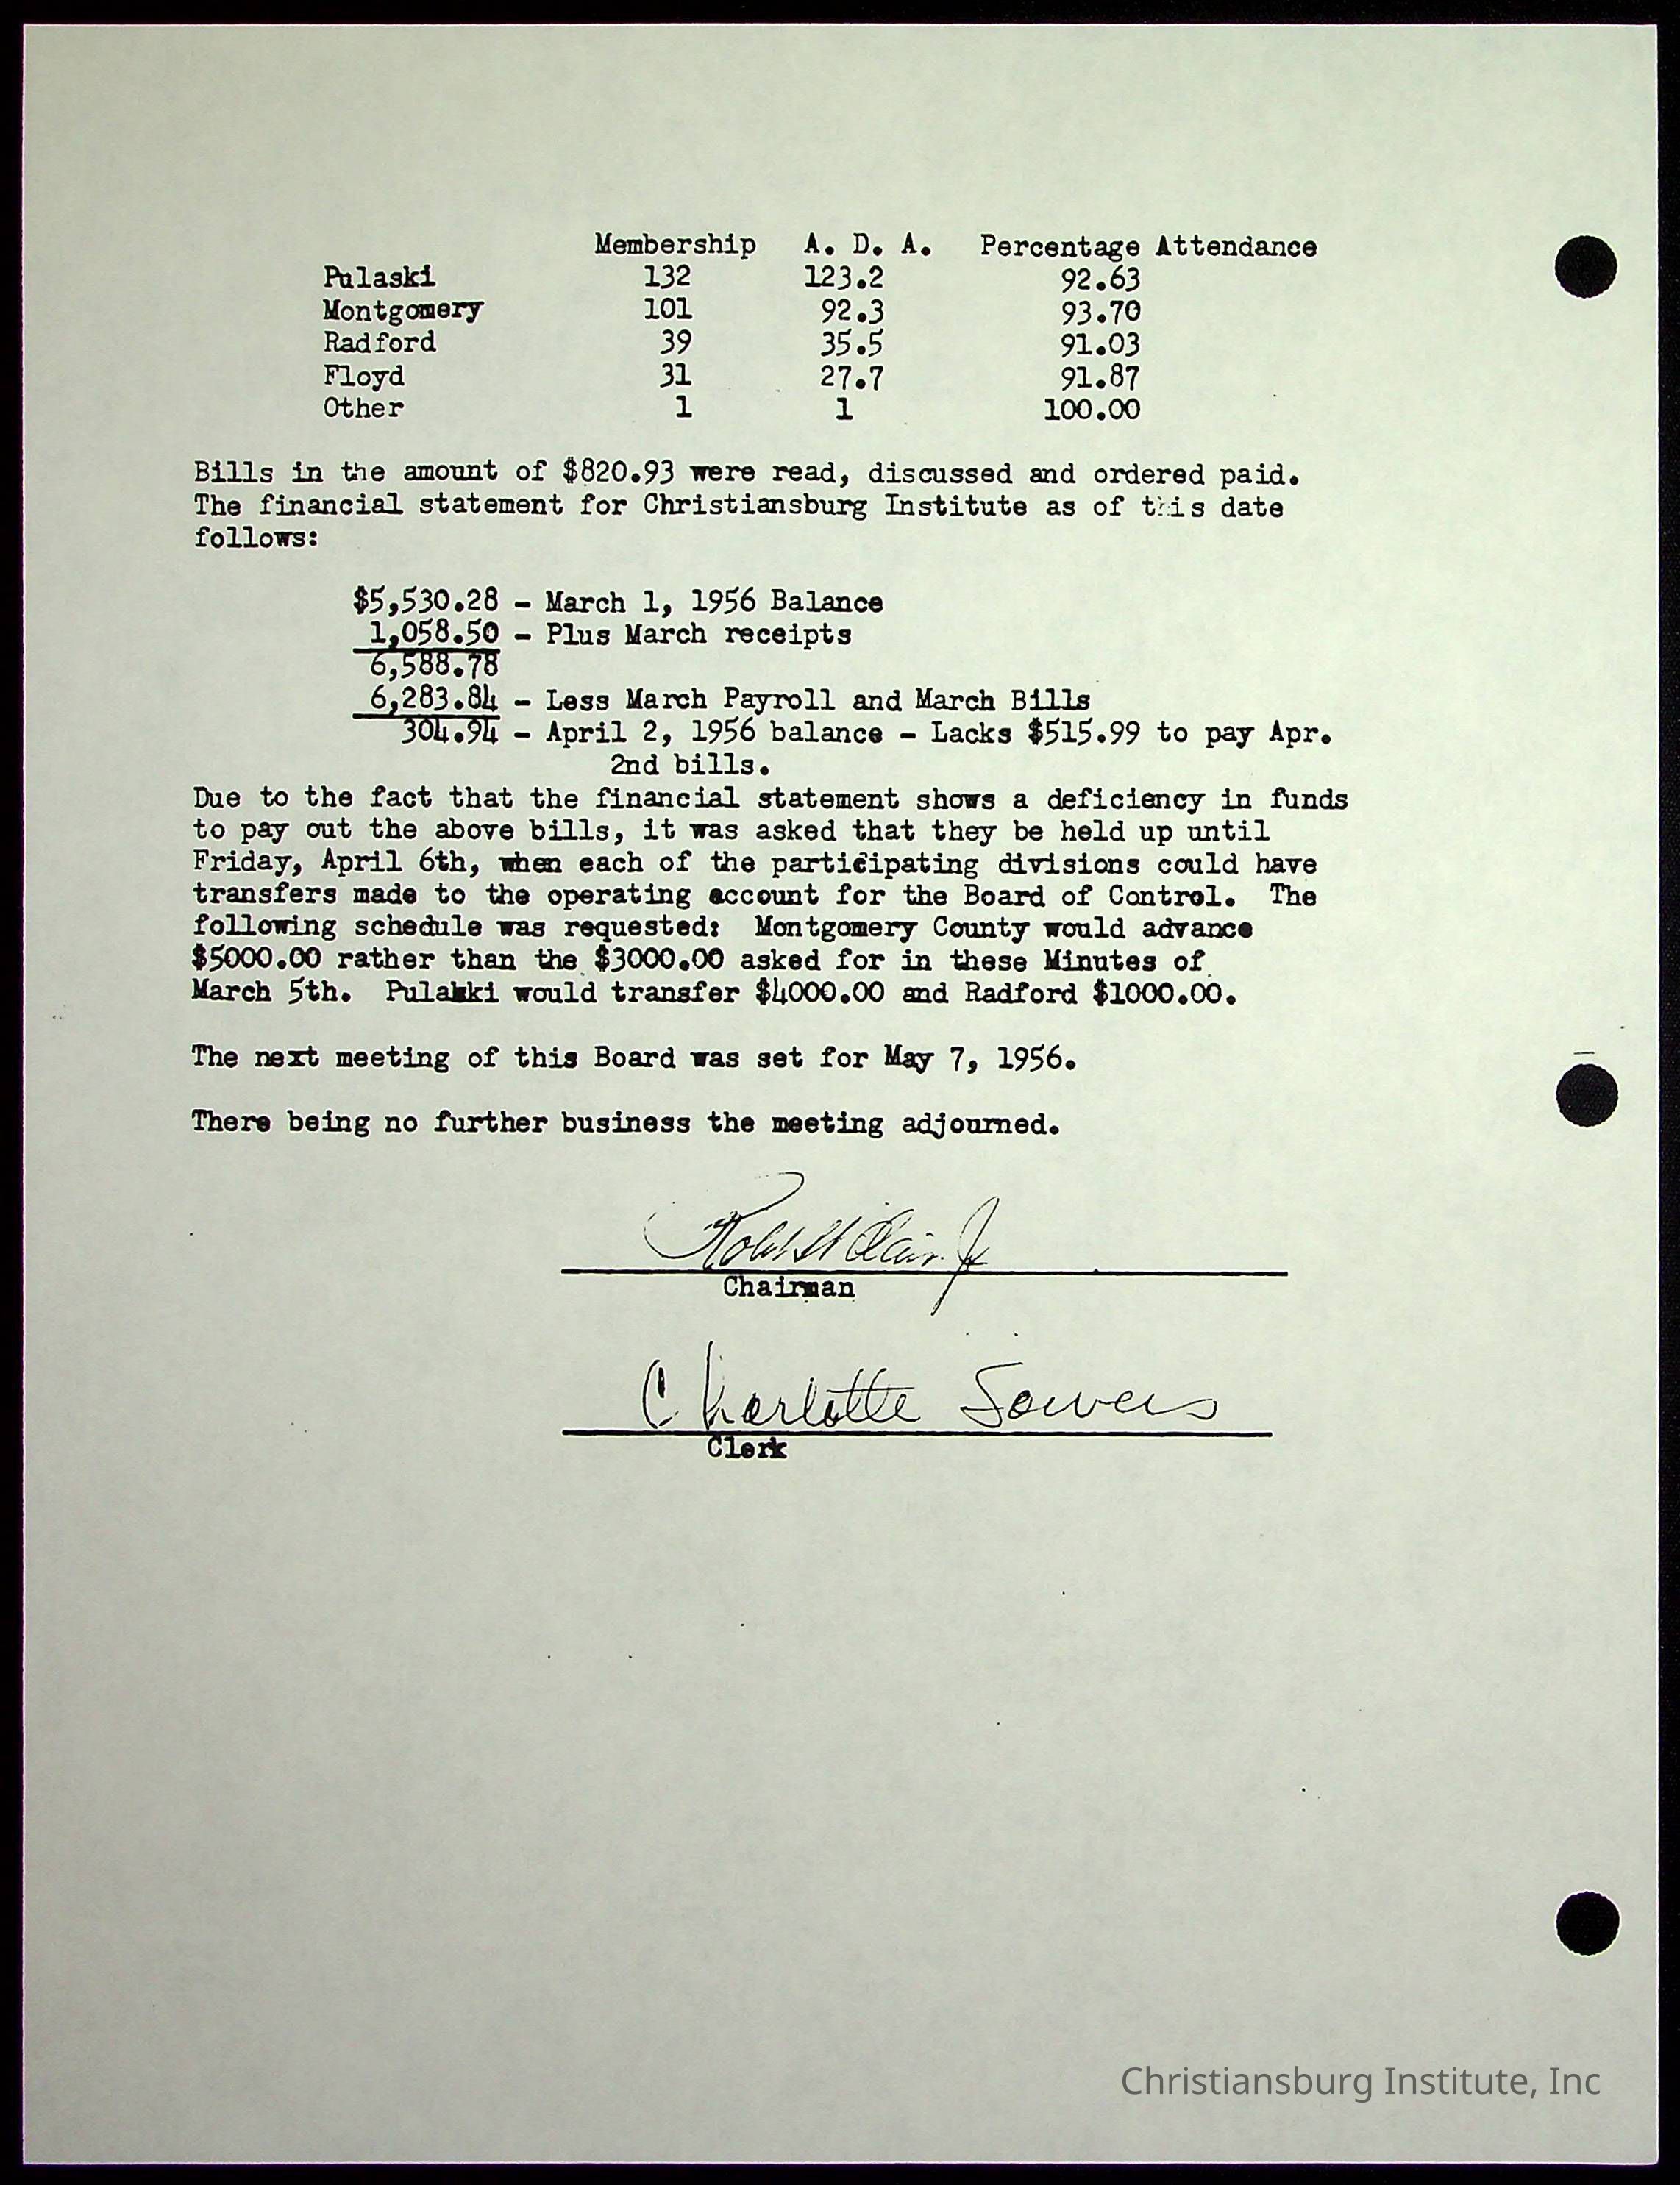 Membership A. D. A. Percentage Attendance
Pulaski 132 123.2 92.63
Montgomery 101 92.3 93.70
Radford 39 35.5 91.03
Floyd 31 27.7 91.87
Other 1 1 100.00
Bills in the amount of $820.93 were read, discussed and ordered paid.
The financial statement for Christiansburg Institute as of this date
follows:
$5,530.28 - March 1, 1956 Balance
1,058.50 - Plus March receipts
6,588.78
6,283.84 - Less March Payroll and March Bills
304.94 - April 2, 1956 balance - Lacks $515.99 to pay Apr.
2nd bills.
Due to the fact that the financial statement shows a deficiency in funds
to pay out the above bills, it was asked that they be held up until
Friday, April 6th, when each of the participating divisions could have
transfers made to the operating account for the Board of Control. The
following schedule was requested: Montgomery County would advance
$5000.00 rather than the $3000.00 asked for in these Minutes of
March 5th. Pulaski would transfer $4000.00 and Radford $1000.00.
The next meeting of this Board was set for May 7, 1956.
There being no further business the meeting adjourned.
Chairman
Charlotte Sowers
Clerk
Christiansburg Institute, Inc